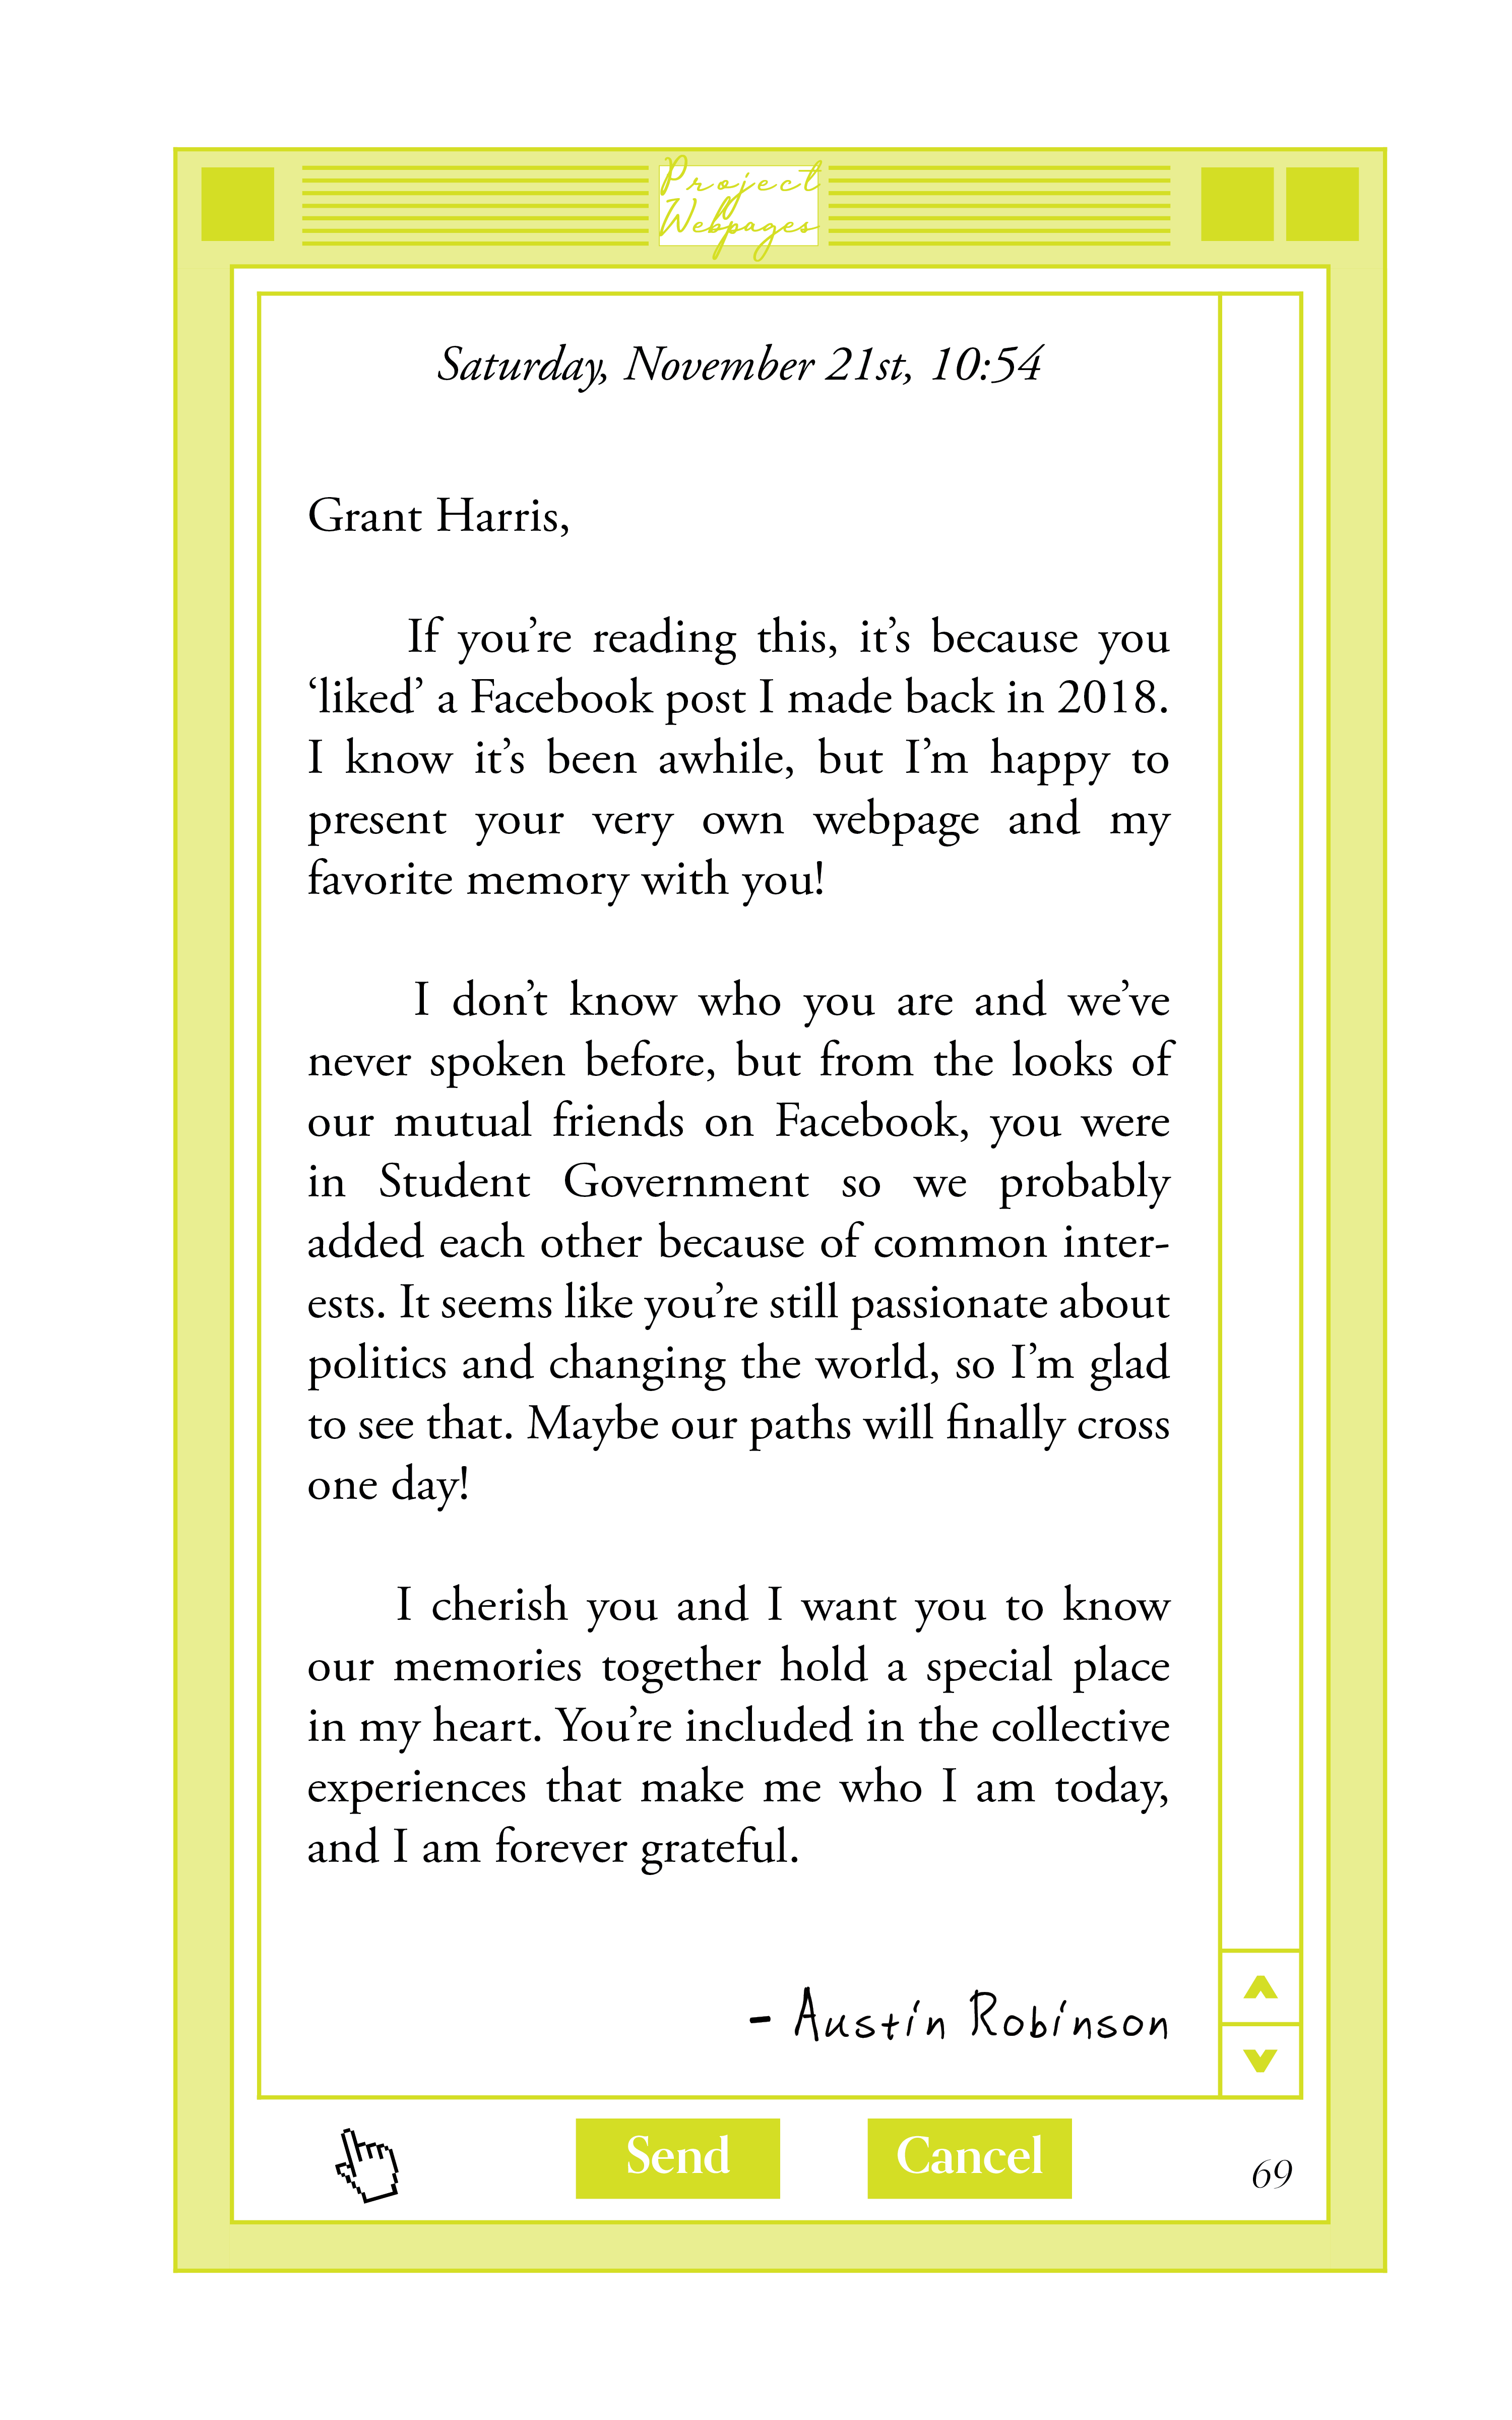 Project
Webpages
Saturday, November 21st, 10:54
Grant Harris,
If you’re reading this, it’s because you
‘liked’ a Facebook post I made back in 2018.
I know it’s been awhile, but I’m happy to
present your very own webpage and my
favorite memory with you!
I don’t know who you are and we’ve
never spoken before, but from the looks of
our mutual friends on Facebook, you were
in Student Government so we probably
added each other because of common inter-
ests. It seems like you’re still passionate about
politics and changing the world, so I’m glad
to see that. Maybe our paths will finally cross
one day!
I cherish you and I want you to know
our memories together hold a special place
in my heart. You’re included in the collective
experiences that make me who I am today,
and I am forever grateful.
- Austin Robinson
Send Cancel
69